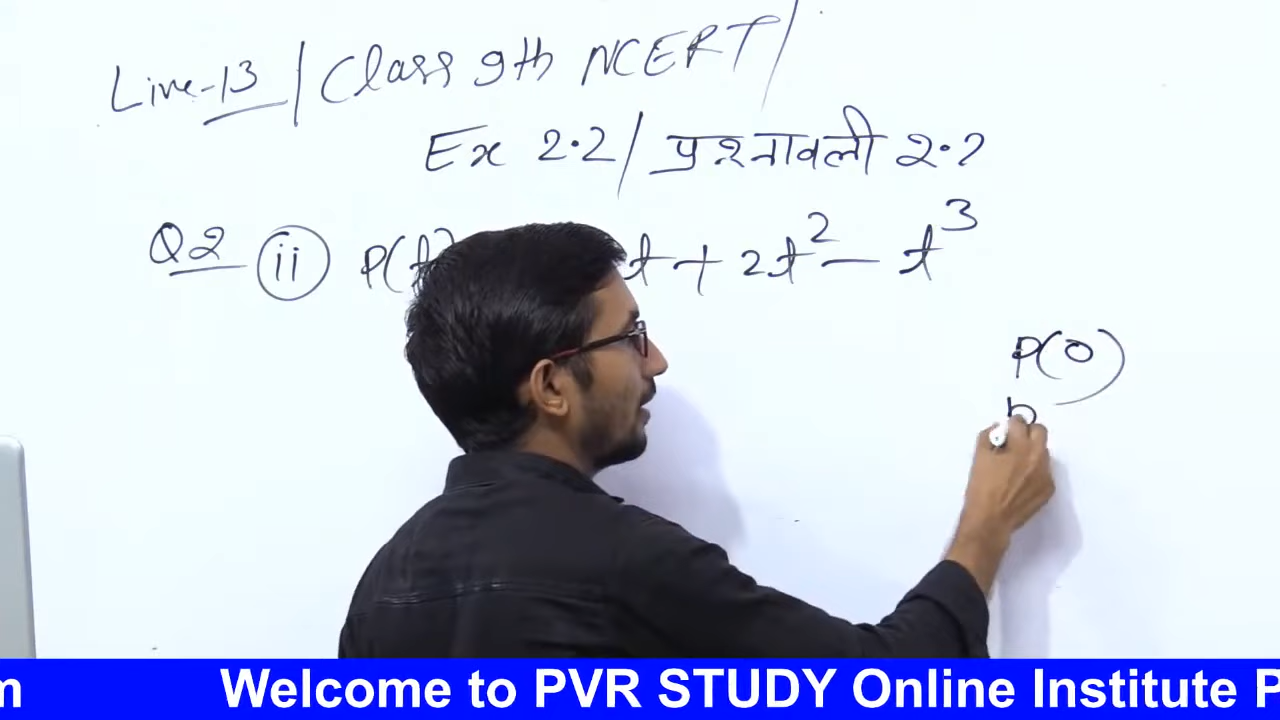 Live-13 / Class 9th NCERT /
Ex 2.2 / प्रश्नावली 2.2
Q2 (ii) P(t) t + 2t² - t³
P(0)
m Welcome to PVR STUDY Online Institute P